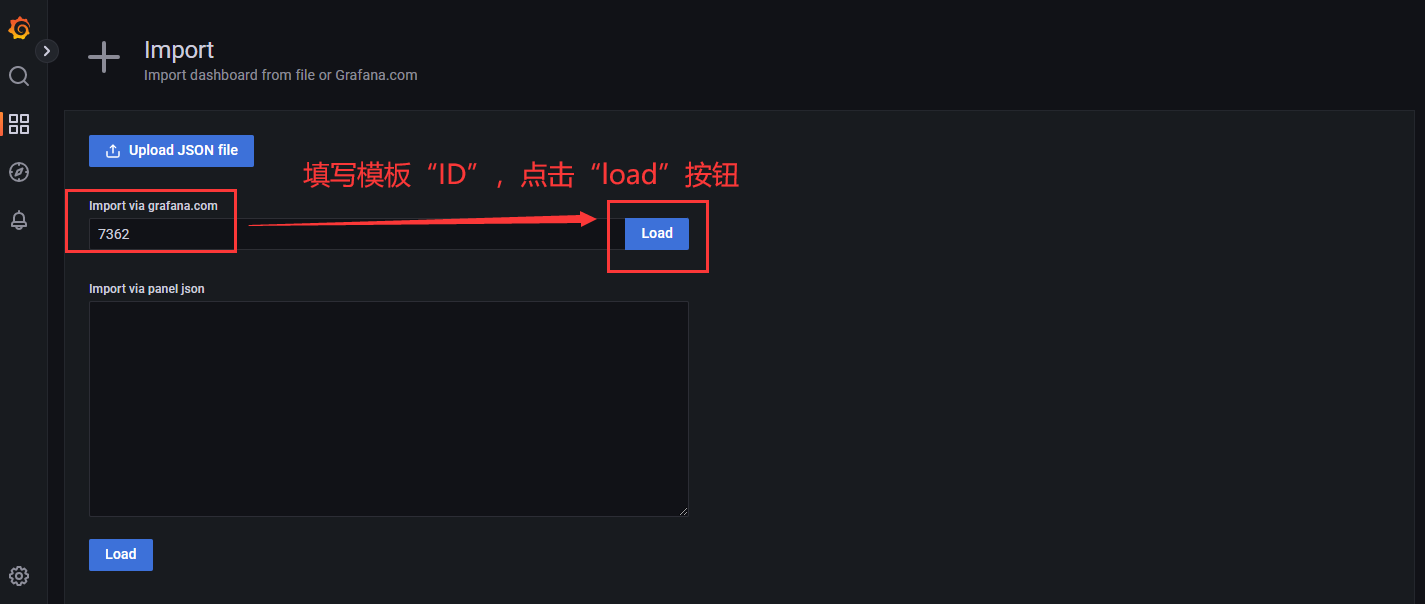 Import
Import dashboard from file or Grafana.com
Upload JSON file
填写模板“ID”，点击“load”按钮
Import via grafana.com
7362
Load
Import via panel json
Load